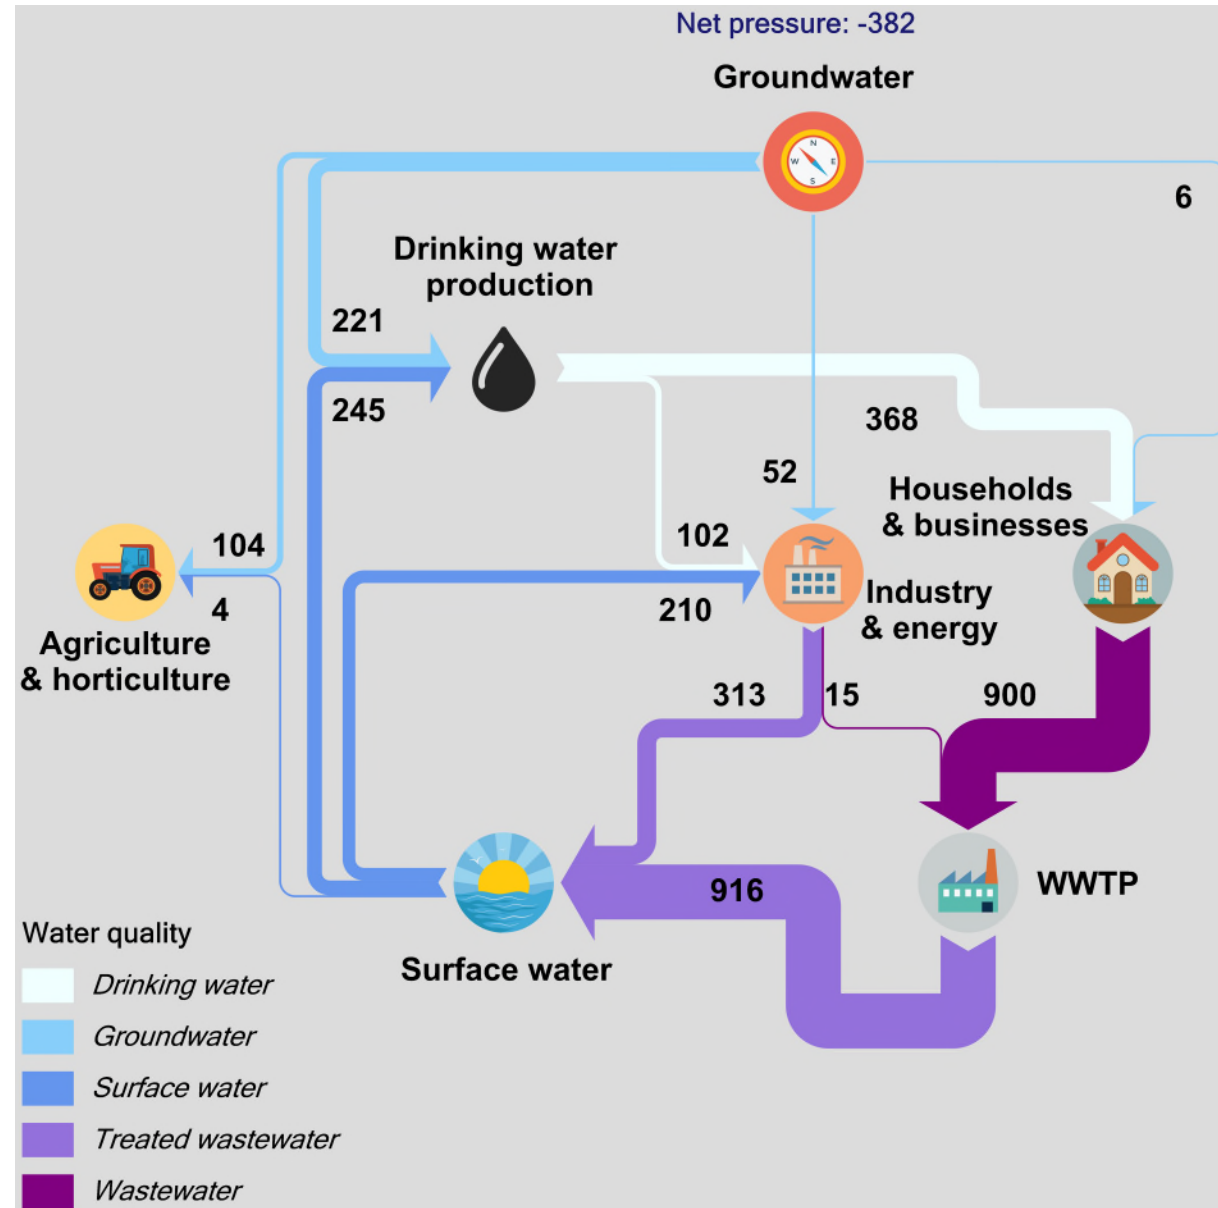 Net pressure: -382
Groundwater
N
W E
S
6
Drinking water
production
221
245
368
52
Households
& businesses
102
104
4
210
Industry
& energy
Agriculture
& horticulture
313
15
900
916
WWTP
Surface water
Water quality
Drinking water
Groundwater
Surface water
Treated wastewater
Wastewater